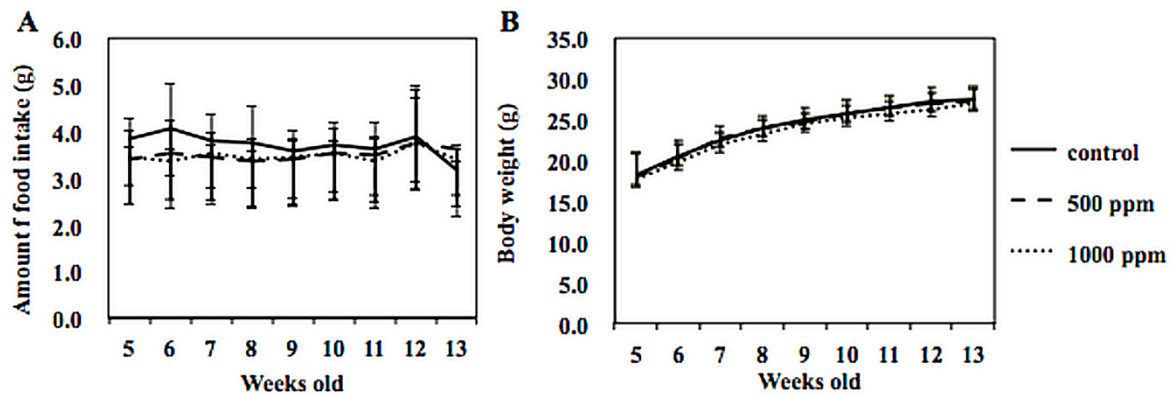 A
6.0
5.0
4.0
3.0
2.0
1.0
0.0
Amount f food intake (g)
5 6 7 8 9 10 11 12 13
Weeks old
B
35.0
30.0
25.0
20.0
15.0
10.0
5.0
0.0
Body weight (g)
5 6 7 8 9 10 11 12 13
Weeks old
control
500 ppm
1000 ppm